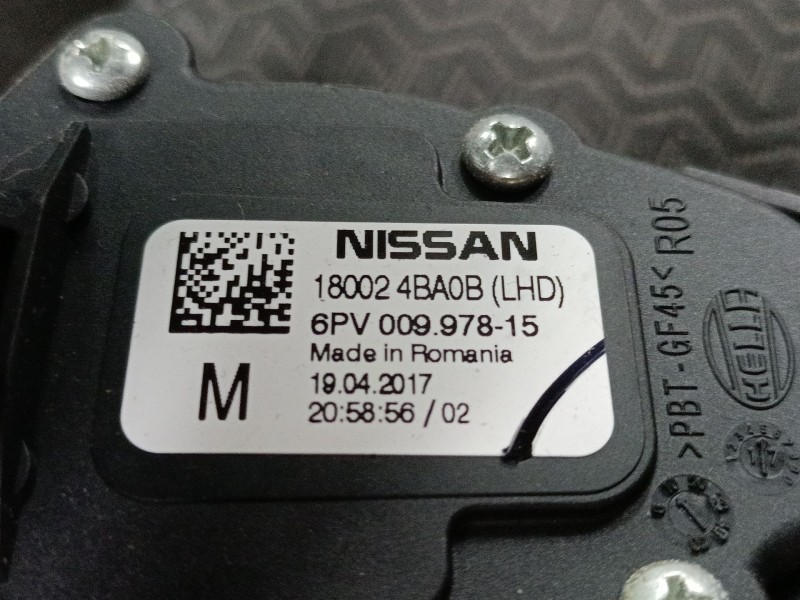 NISSAN
18002 4BA0B (LHD)
6PV 009.978-15
Made in Romania
19.04.2017
20:58:56 / 02
M
>PBT-GF45< R05
HELLA